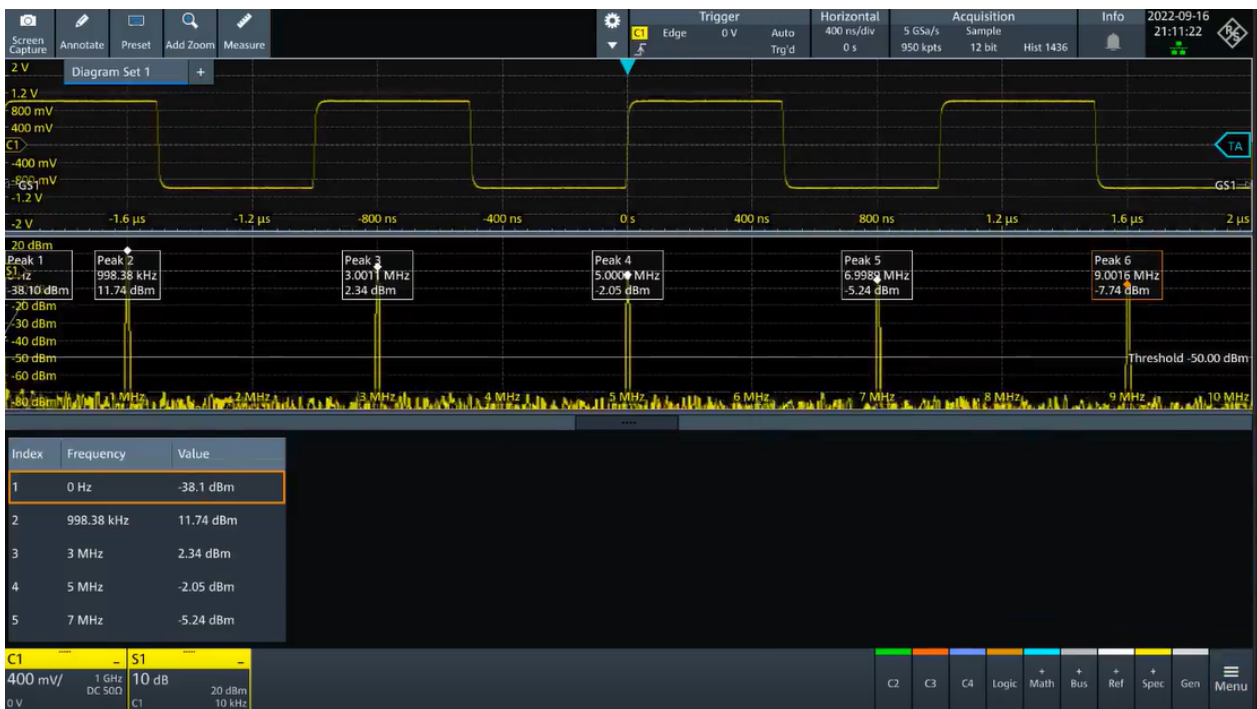 Screen Capture
Annotate
Preset
Add Zoom
Measure
Trigger
C1 Edge 0 V Auto
Trg'd
Horizontal
400 ns/div
0 s
Acquisition
5 GSa/s Sample
950 kpts 12 bit Hist 1436
Info
2022-09-16
21:11:22
R&S
Diagram Set 1 +
2 V
1.2 V
800 mV
400 mV
C1
TA
-400 mV
-800 mV
GS1 GS1
-1.2 V
-2 V
-1.6 µs -1.2 µs -800 ns -400 ns 0 s 400 ns 800 ns 1.2 µs 1.6 µs 2 µs
20 dBm
Peak 1
S1
-38.10 dBm
Peak 2
998.38 kHz
11.74 dBm
Peak 3
3.0011 MHz
2.34 dBm
Peak 4
MHz
-2.05 dBm
Peak 5
MHz
-5.24 dBm
Peak 6
9.0016 MHz
-7.74 dBm
-20 dBm
-30 dBm
-40 dBm
-50 dBm
Threshold -50.00 dBm
-60 dBm
-80 dBm
1 MHz 2 MHz 3 MHz 4 MHz 5 MHz 6 MHz 7 MHz 8 MHz 9 MHz 10 MHz
Index Frequency Value
1 0 Hz -38.1 dBm
2 998.38 kHz 11.74 dBm
3 3 MHz 2.34 dBm
4 5 MHz -2.05 dBm
5 7 MHz -5.24 dBm
C1
400 mV/ 1 GHz
DC 50Ω
0 V
S1
10 dB
20 dBm
C1 10 kHz
C2
C3
C4
Logic
+ Math
+ Bus
+ Ref
+ Spec
Gen
Menu